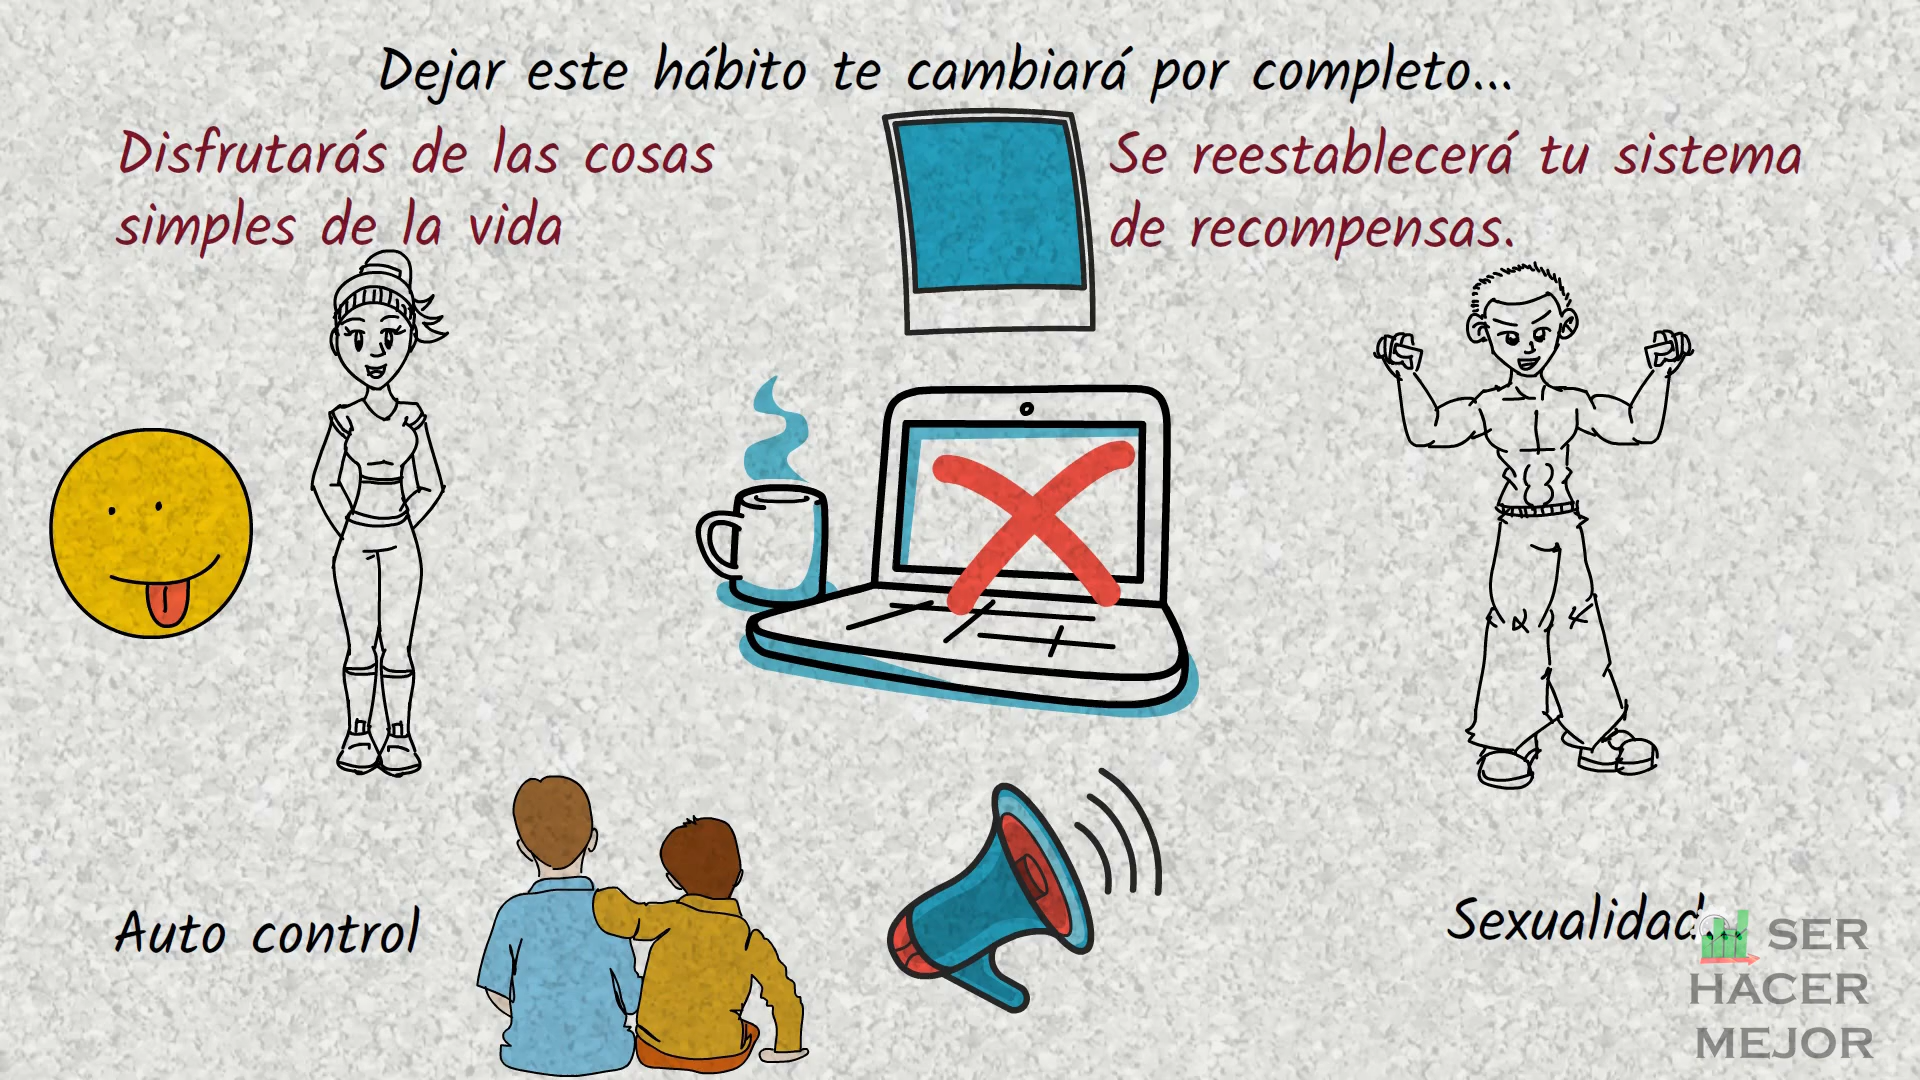 Dejar este hábito te cambiará por completo...
Disfrutarás de las cosas
simples de la vida
Se reestablecerá tu sistema
de recompensas.
Auto control
Sexualidad..
SER
HACER
MEJOR